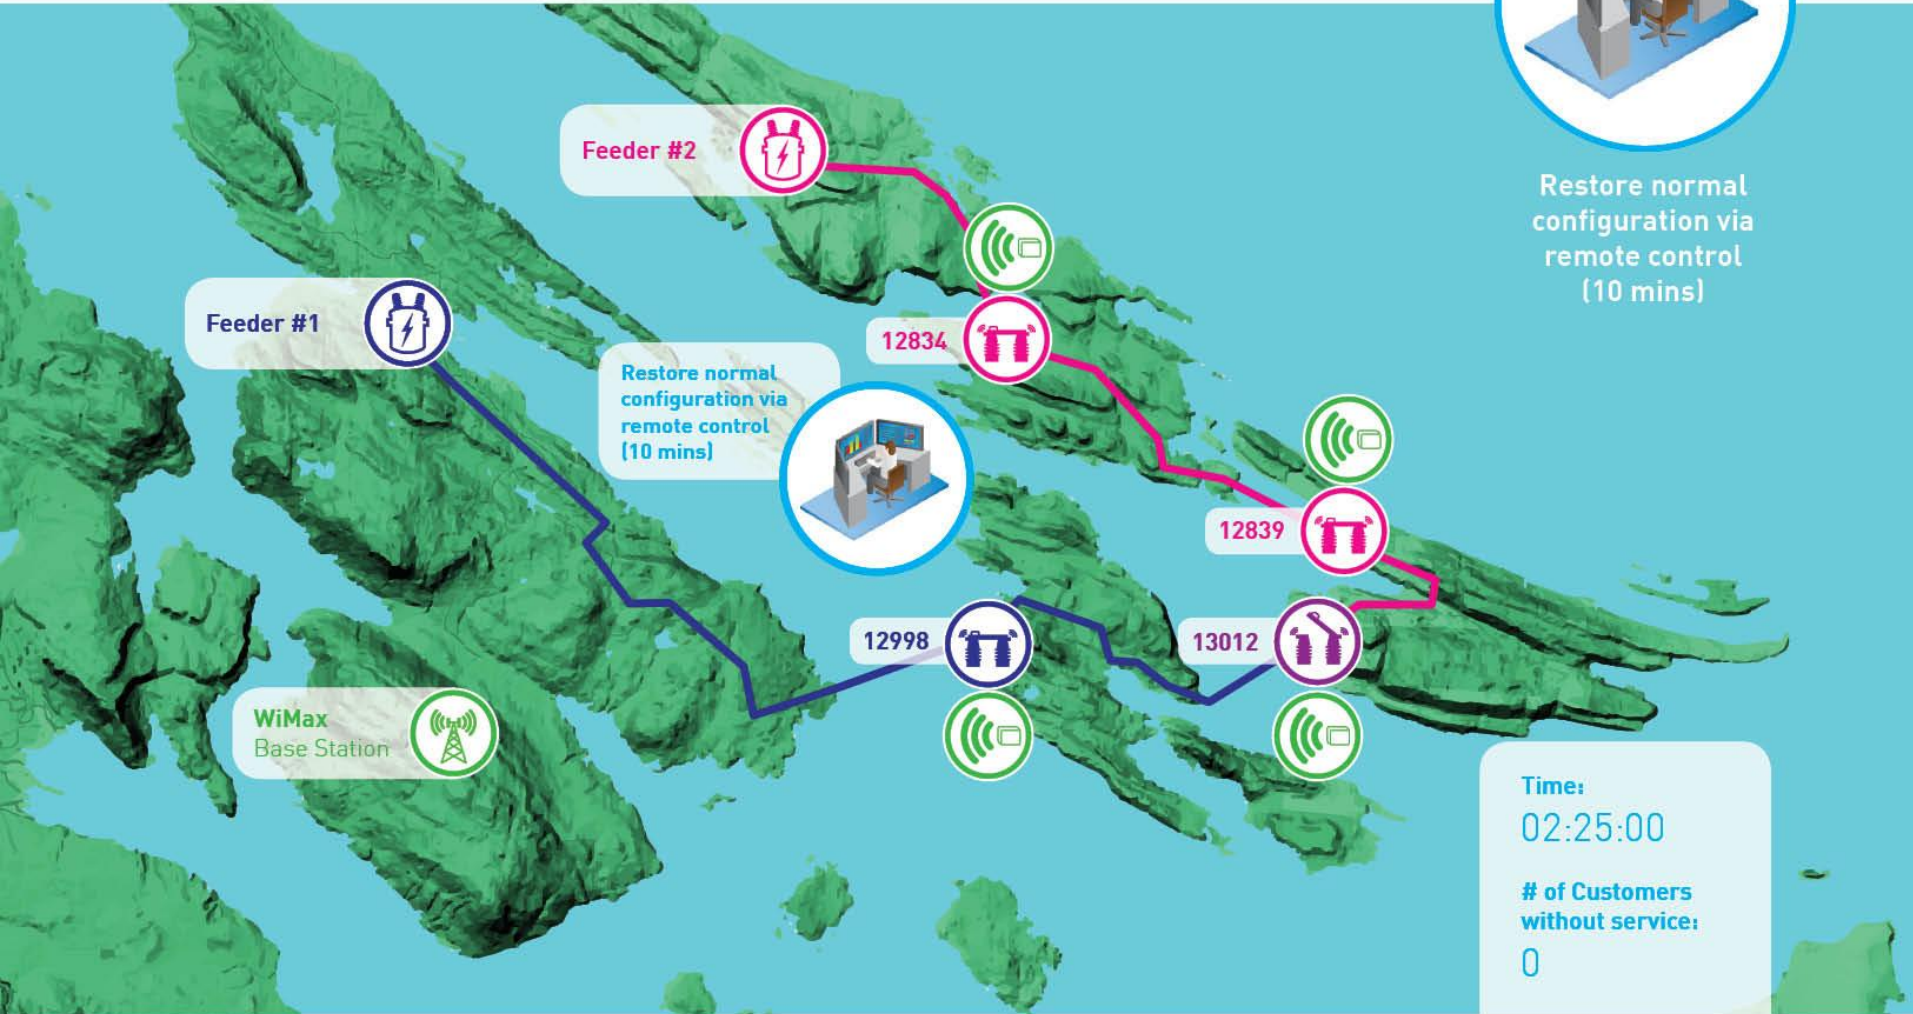 Feeder #2
Restore normal
configuration via
remote control
(10 mins)
Feeder #1
12834
Restore normal
configuration via
remote control
(10 mins)
12839
12998
13012
WiMax
Base Station
Time:
02:25:00
# of Customers
without service:
0